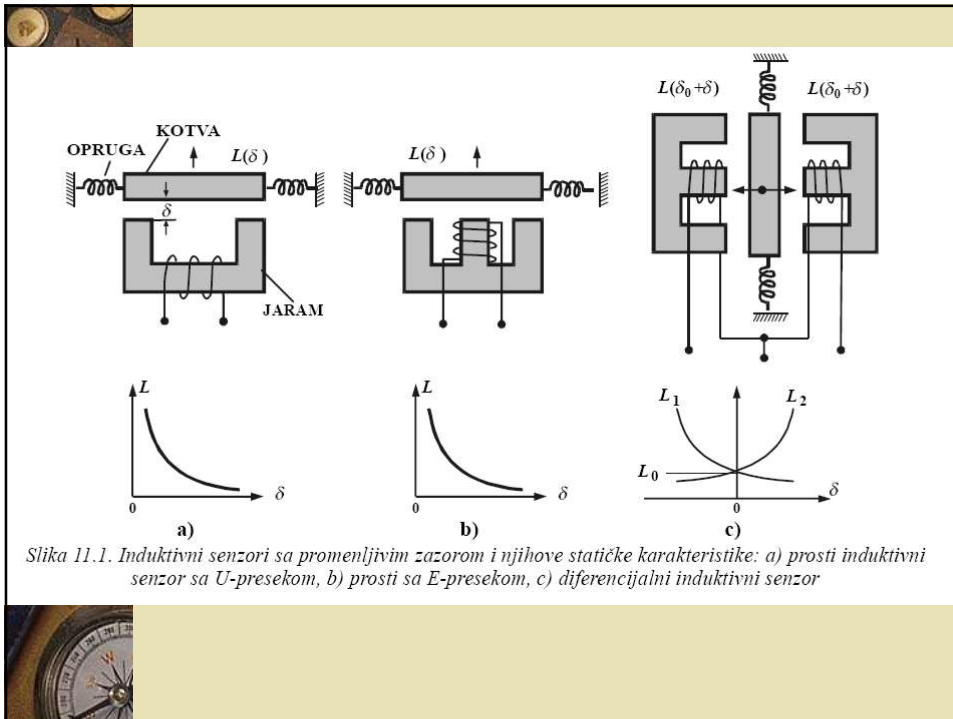 KOTVA
OPRUGA
L(δ)
δ
JARAM
L(δ)
L(δ₀+δ)
L(δ₀+δ)
L
0
δ
a)
L
0
δ
b)
L₁
L₂
L₀
0
δ
c)
Slika 11.1. Induktivni senzori sa promenljivim zazorom i njihove statičke karakteristike: a) prosti induktivni
senzor sa U-presekom, b) prosti sa E-presekom, c) diferencijalni induktivni senzor